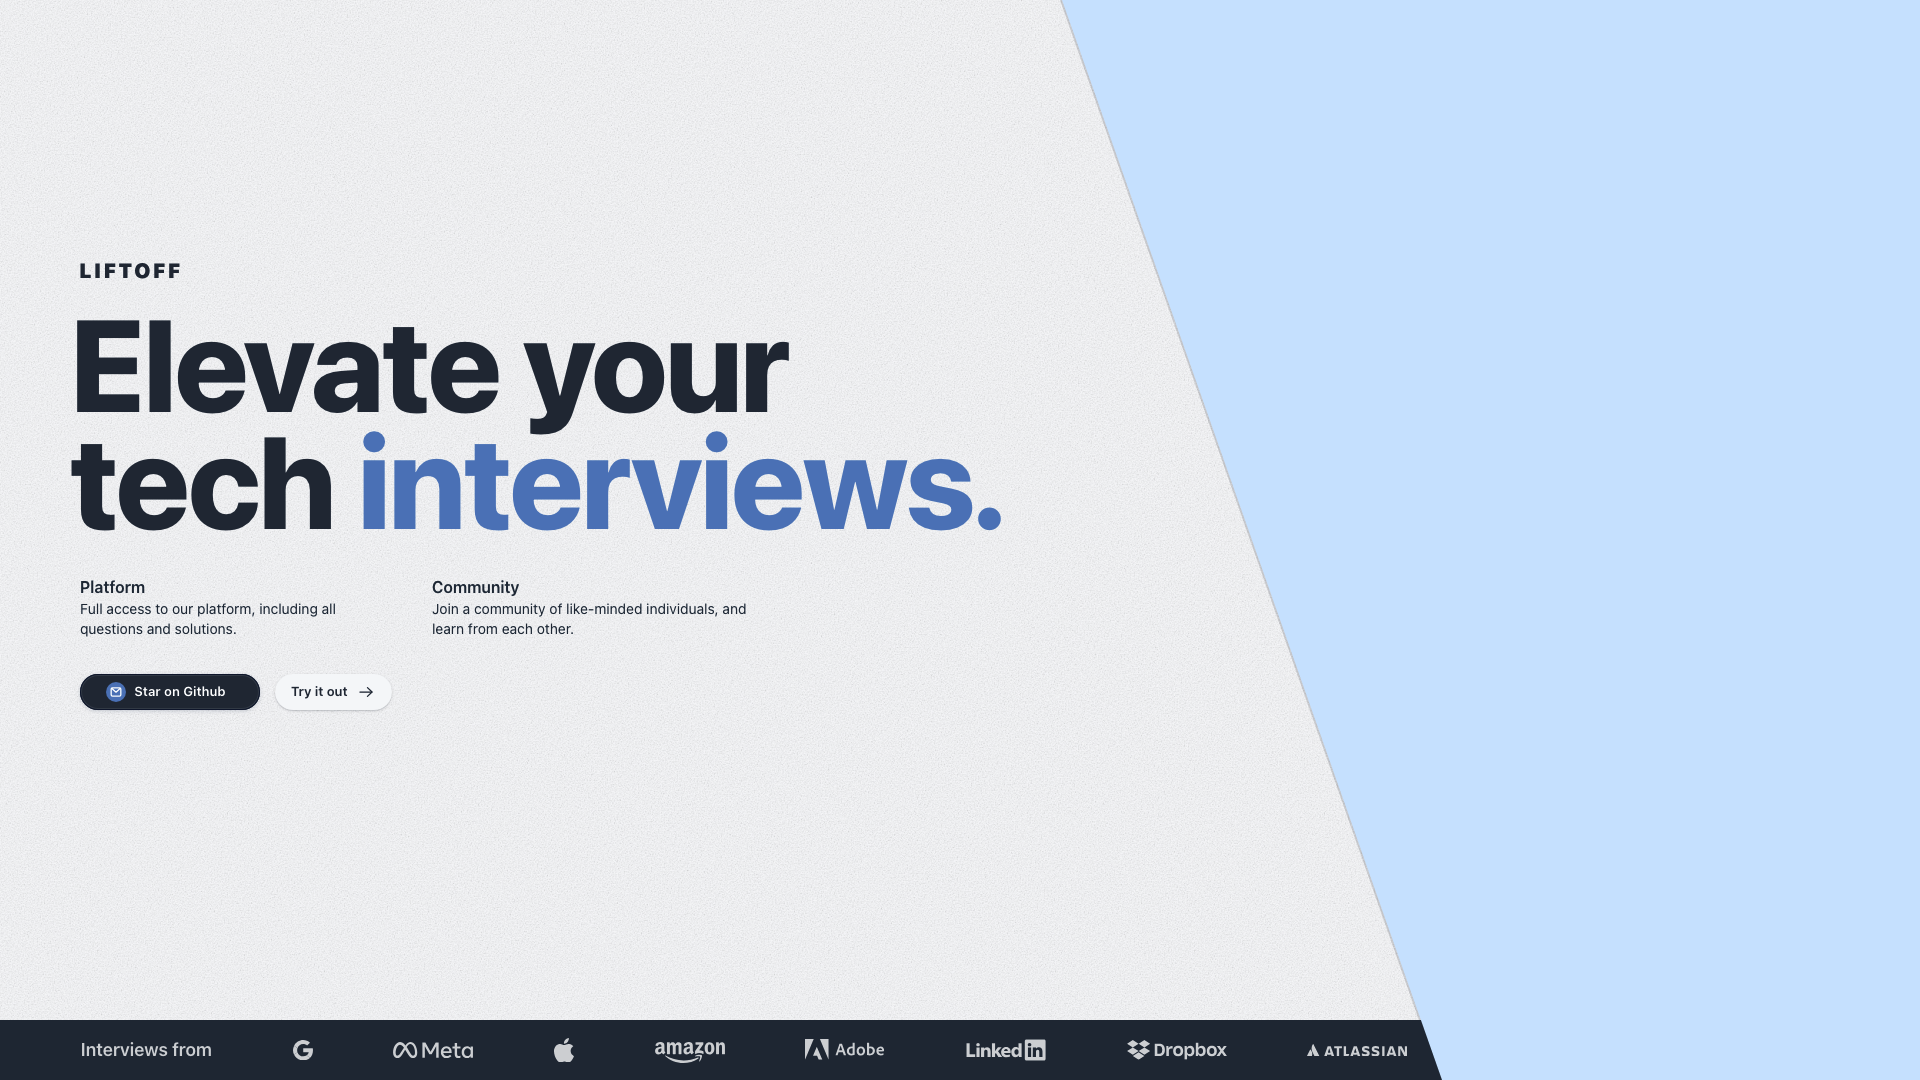 LIFTOFF
Elevate your
tech interviews.
Platform
Full access to our platform, including all
questions and solutions.
Community
Join a community of like-minded individuals, and
learn from each other.
Star on Github
Try it out
Interviews from
G
Meta
amazon
Adobe
Linked in
Dropbox
ATLASSIAN